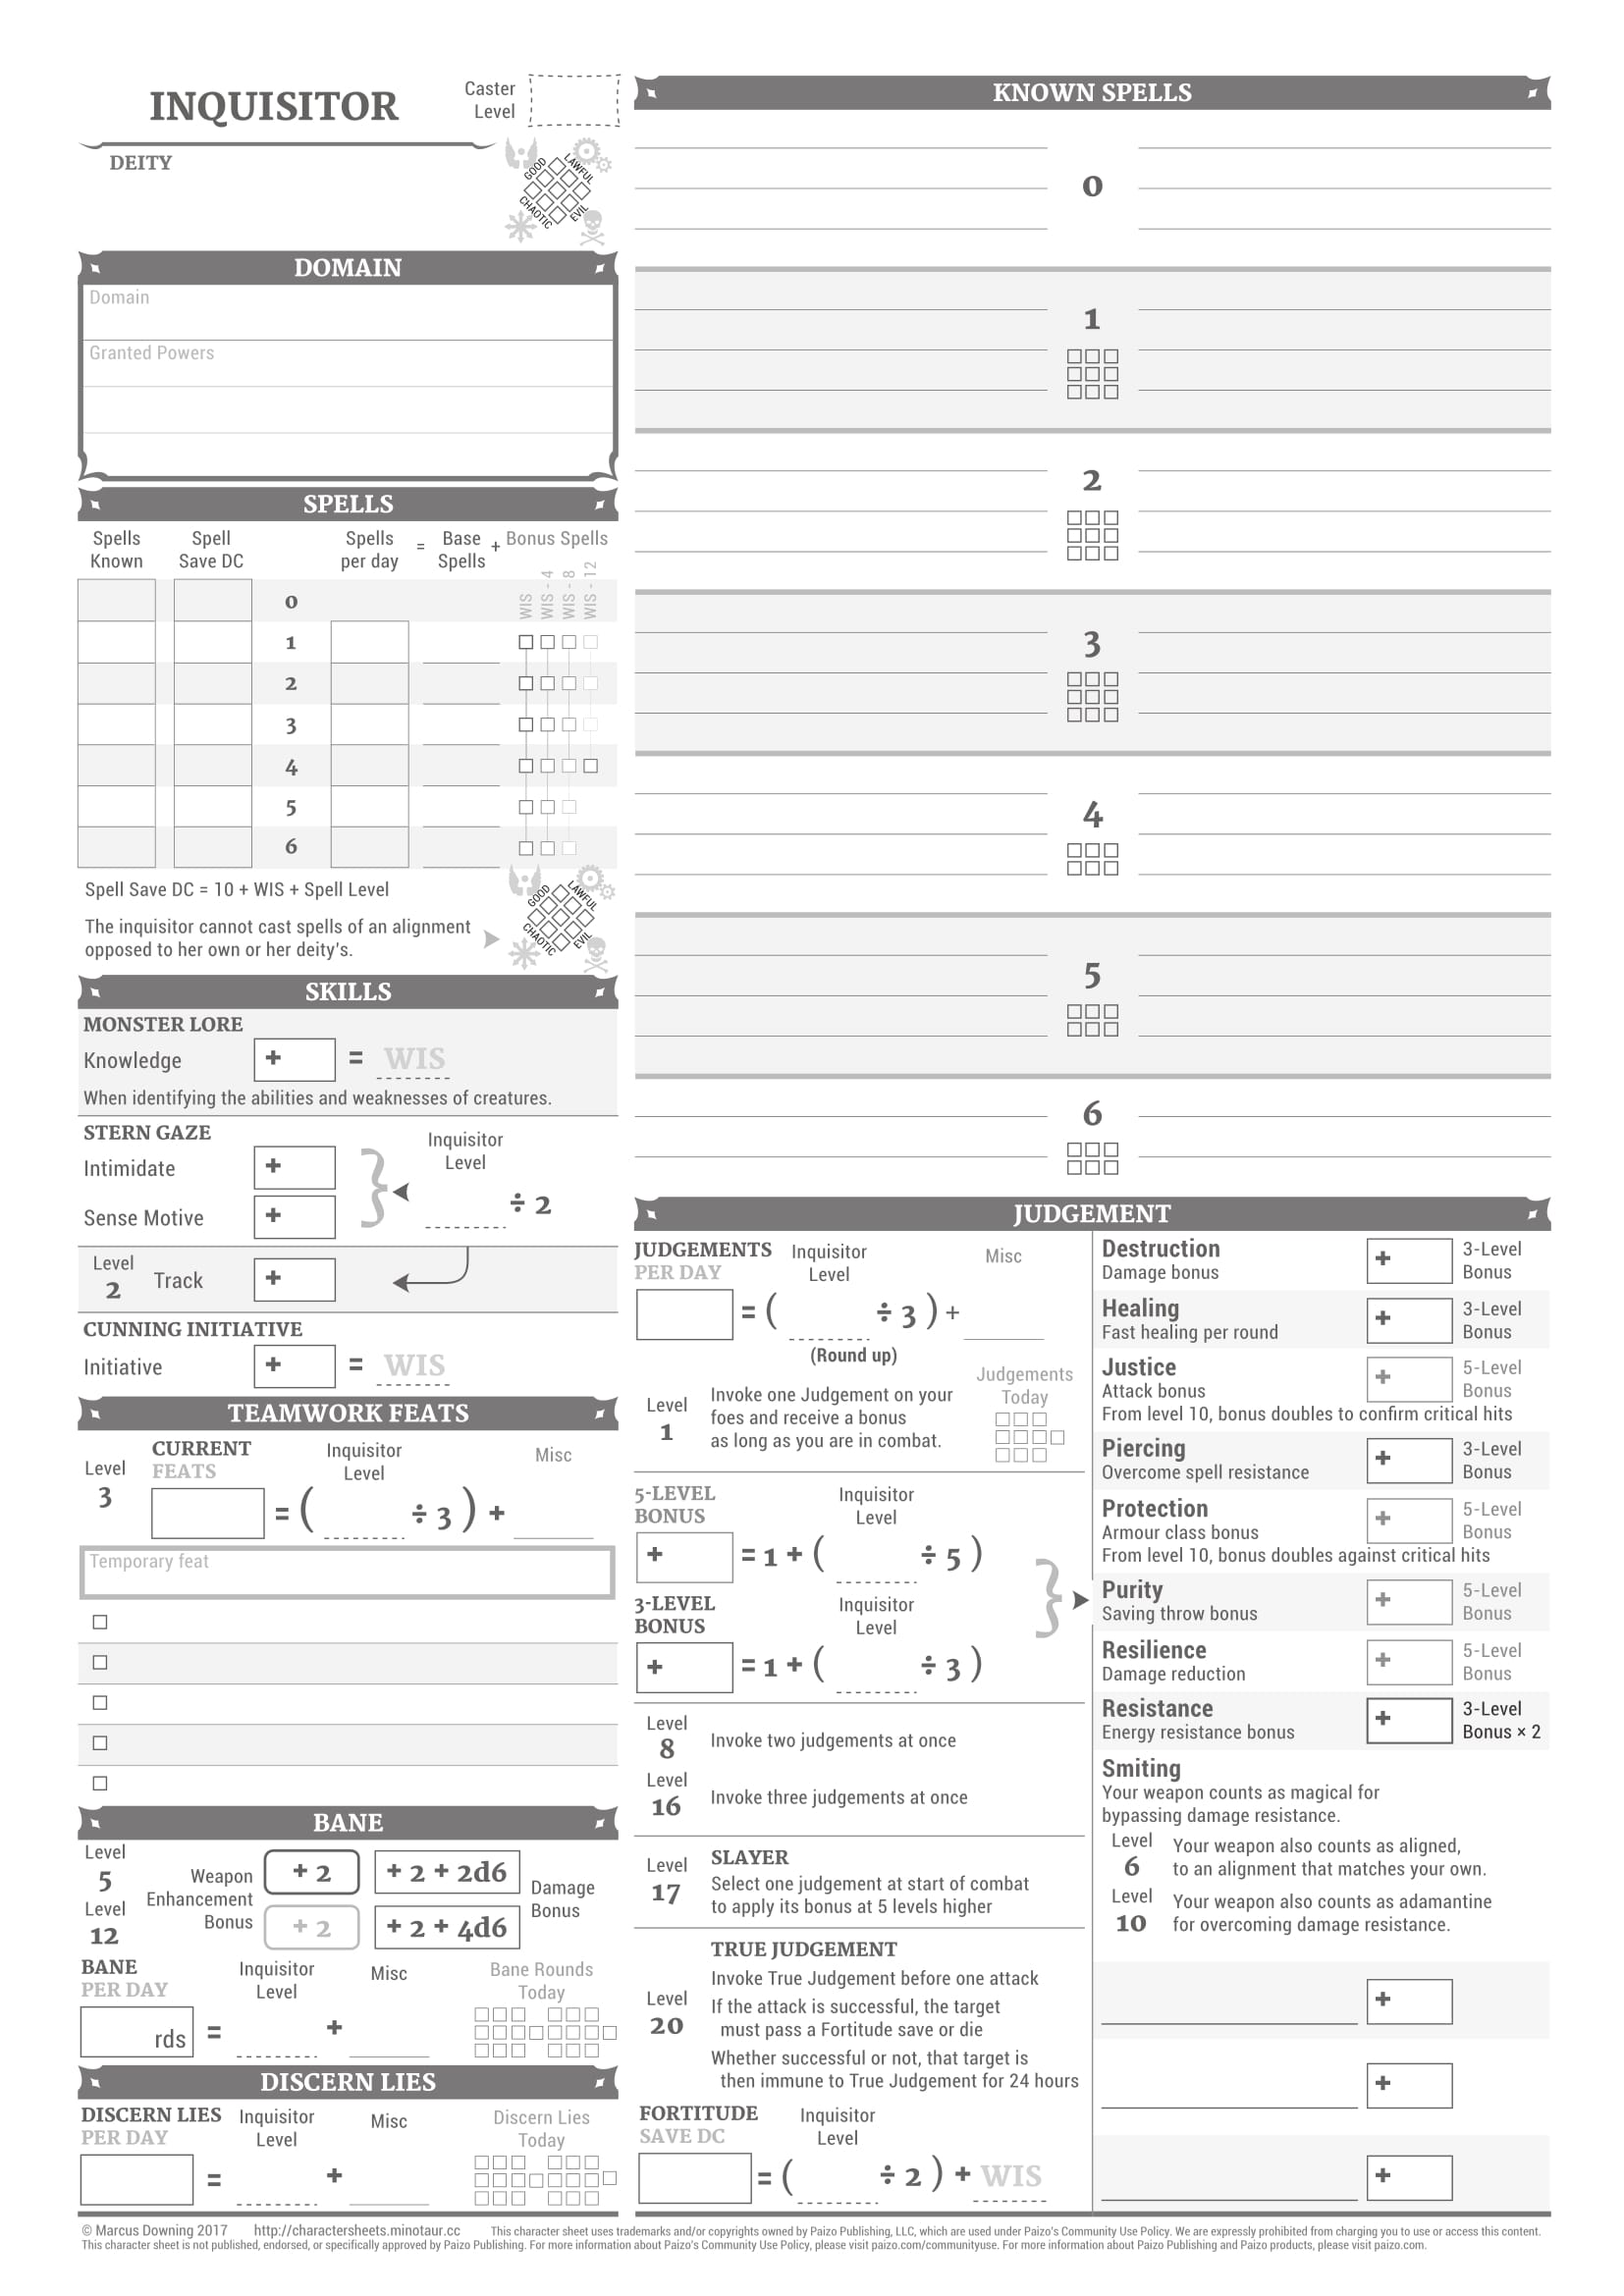 INQUISITOR
Caster
Level
DEITY
GOOD
LAWFUL
CHAOTIC
EVIL
DOMAIN
Domain
Granted Powers
SPELLS
Spells
Known
Spell
Save DC
Spells
per day
=
Base
Spells
+
Bonus Spells
WIS
WIS - 4
WIS - 8
WIS - 12
0
1
2
3
4
5
6
Spell Save DC = 10 + WIS + Spell Level
The inquisitor cannot cast spells of an alignment
opposed to her own or her deity's.
GOOD
LAWFUL
CHAOTIC
EVIL
SKILLS
MONSTER LORE
Knowledge + = WIS
When identifying the abilities and weaknesses of creatures.
STERN GAZE
Inquisitor
Level
Intimidate +
Sense Motive +
÷ 2
Level
2
Track +
CUNNING INITIATIVE
Initiative + = WIS
TEAMWORK FEATS
Level
3
CURRENT
FEATS
Inquisitor
Level
Misc
= ( ÷ 3 ) +
Temporary feat
BANE
Level
5
Level
12
Weapon
Enhancement
Bonus
+ 2
+ 2 + 2d6
+ 2
+ 2 + 4d6
Damage
Bonus
BANE
PER DAY
Inquisitor
Level
Misc
Bane Rounds
Today
rds = +
DISCERN LIES
DISCERN LIES
PER DAY
Inquisitor
Level
Misc
Discern Lies
Today
= +
KNOWN SPELLS
0
1
2
3
4
5
6
JUDGEMENT
JUDGEMENTS
PER DAY
Inquisitor
Level
Misc
= ( ÷ 3 ) +
(Round up)
Level
1
Invoke one Judgement on your
foes and receive a bonus
as long as you are in combat.
Judgements
Today
5-LEVEL
BONUS
Inquisitor
Level
+ = 1 + ( ÷ 5 )
3-LEVEL
BONUS
Inquisitor
Level
+ = 1 + ( ÷ 3 )
Level
8
Invoke two judgements at once
Level
16
Invoke three judgements at once
Level
17
SLAYER
Select one judgement at start of combat
to apply its bonus at 5 levels higher
TRUE JUDGEMENT
Level
20
Invoke True Judgement before one attack
If the attack is successful, the target
must pass a Fortitude save or die
Whether successful or not, that target is
then immune to True Judgement for 24 hours
FORTITUDE
SAVE DC
Inquisitor
Level
= ( ÷ 2 ) + WIS
Destruction
Damage bonus
+
3-Level
Bonus
Healing
Fast healing per round
+
3-Level
Bonus
Justice
Attack bonus
+
5-Level
Bonus
From level 10, bonus doubles to confirm critical hits
Piercing
Overcome spell resistance
+
3-Level
Bonus
Protection
Armour class bonus
+
5-Level
Bonus
From level 10, bonus doubles against critical hits
Purity
Saving throw bonus
+
5-Level
Bonus
Resilience
Damage reduction
+
5-Level
Bonus
Resistance
Energy resistance bonus
+
3-Level
Bonus × 2
Smiting
Your weapon counts as magical for
bypassing damage resistance.
Level
6
Your weapon also counts as aligned,
to an alignment that matches your own.
Level
10
Your weapon also counts as adamantine
for overcoming damage resistance.
+
+
+
© Marcus Downing 2017 http://charactersheets.minotaur.cc This character sheet uses trademarks and/or copyrights owned by Paizo Publishing, LLC, which are used under Paizo's Community Use Policy. We are expressly prohibited from charging you to use or access this content.
This character sheet is not published, endorsed, or specifically approved by Paizo Publishing. For more information about Paizo's Community Use Policy, please visit paizo.com/communityuse. For more information about Paizo Publishing and Paizo products, please visit paizo.com.